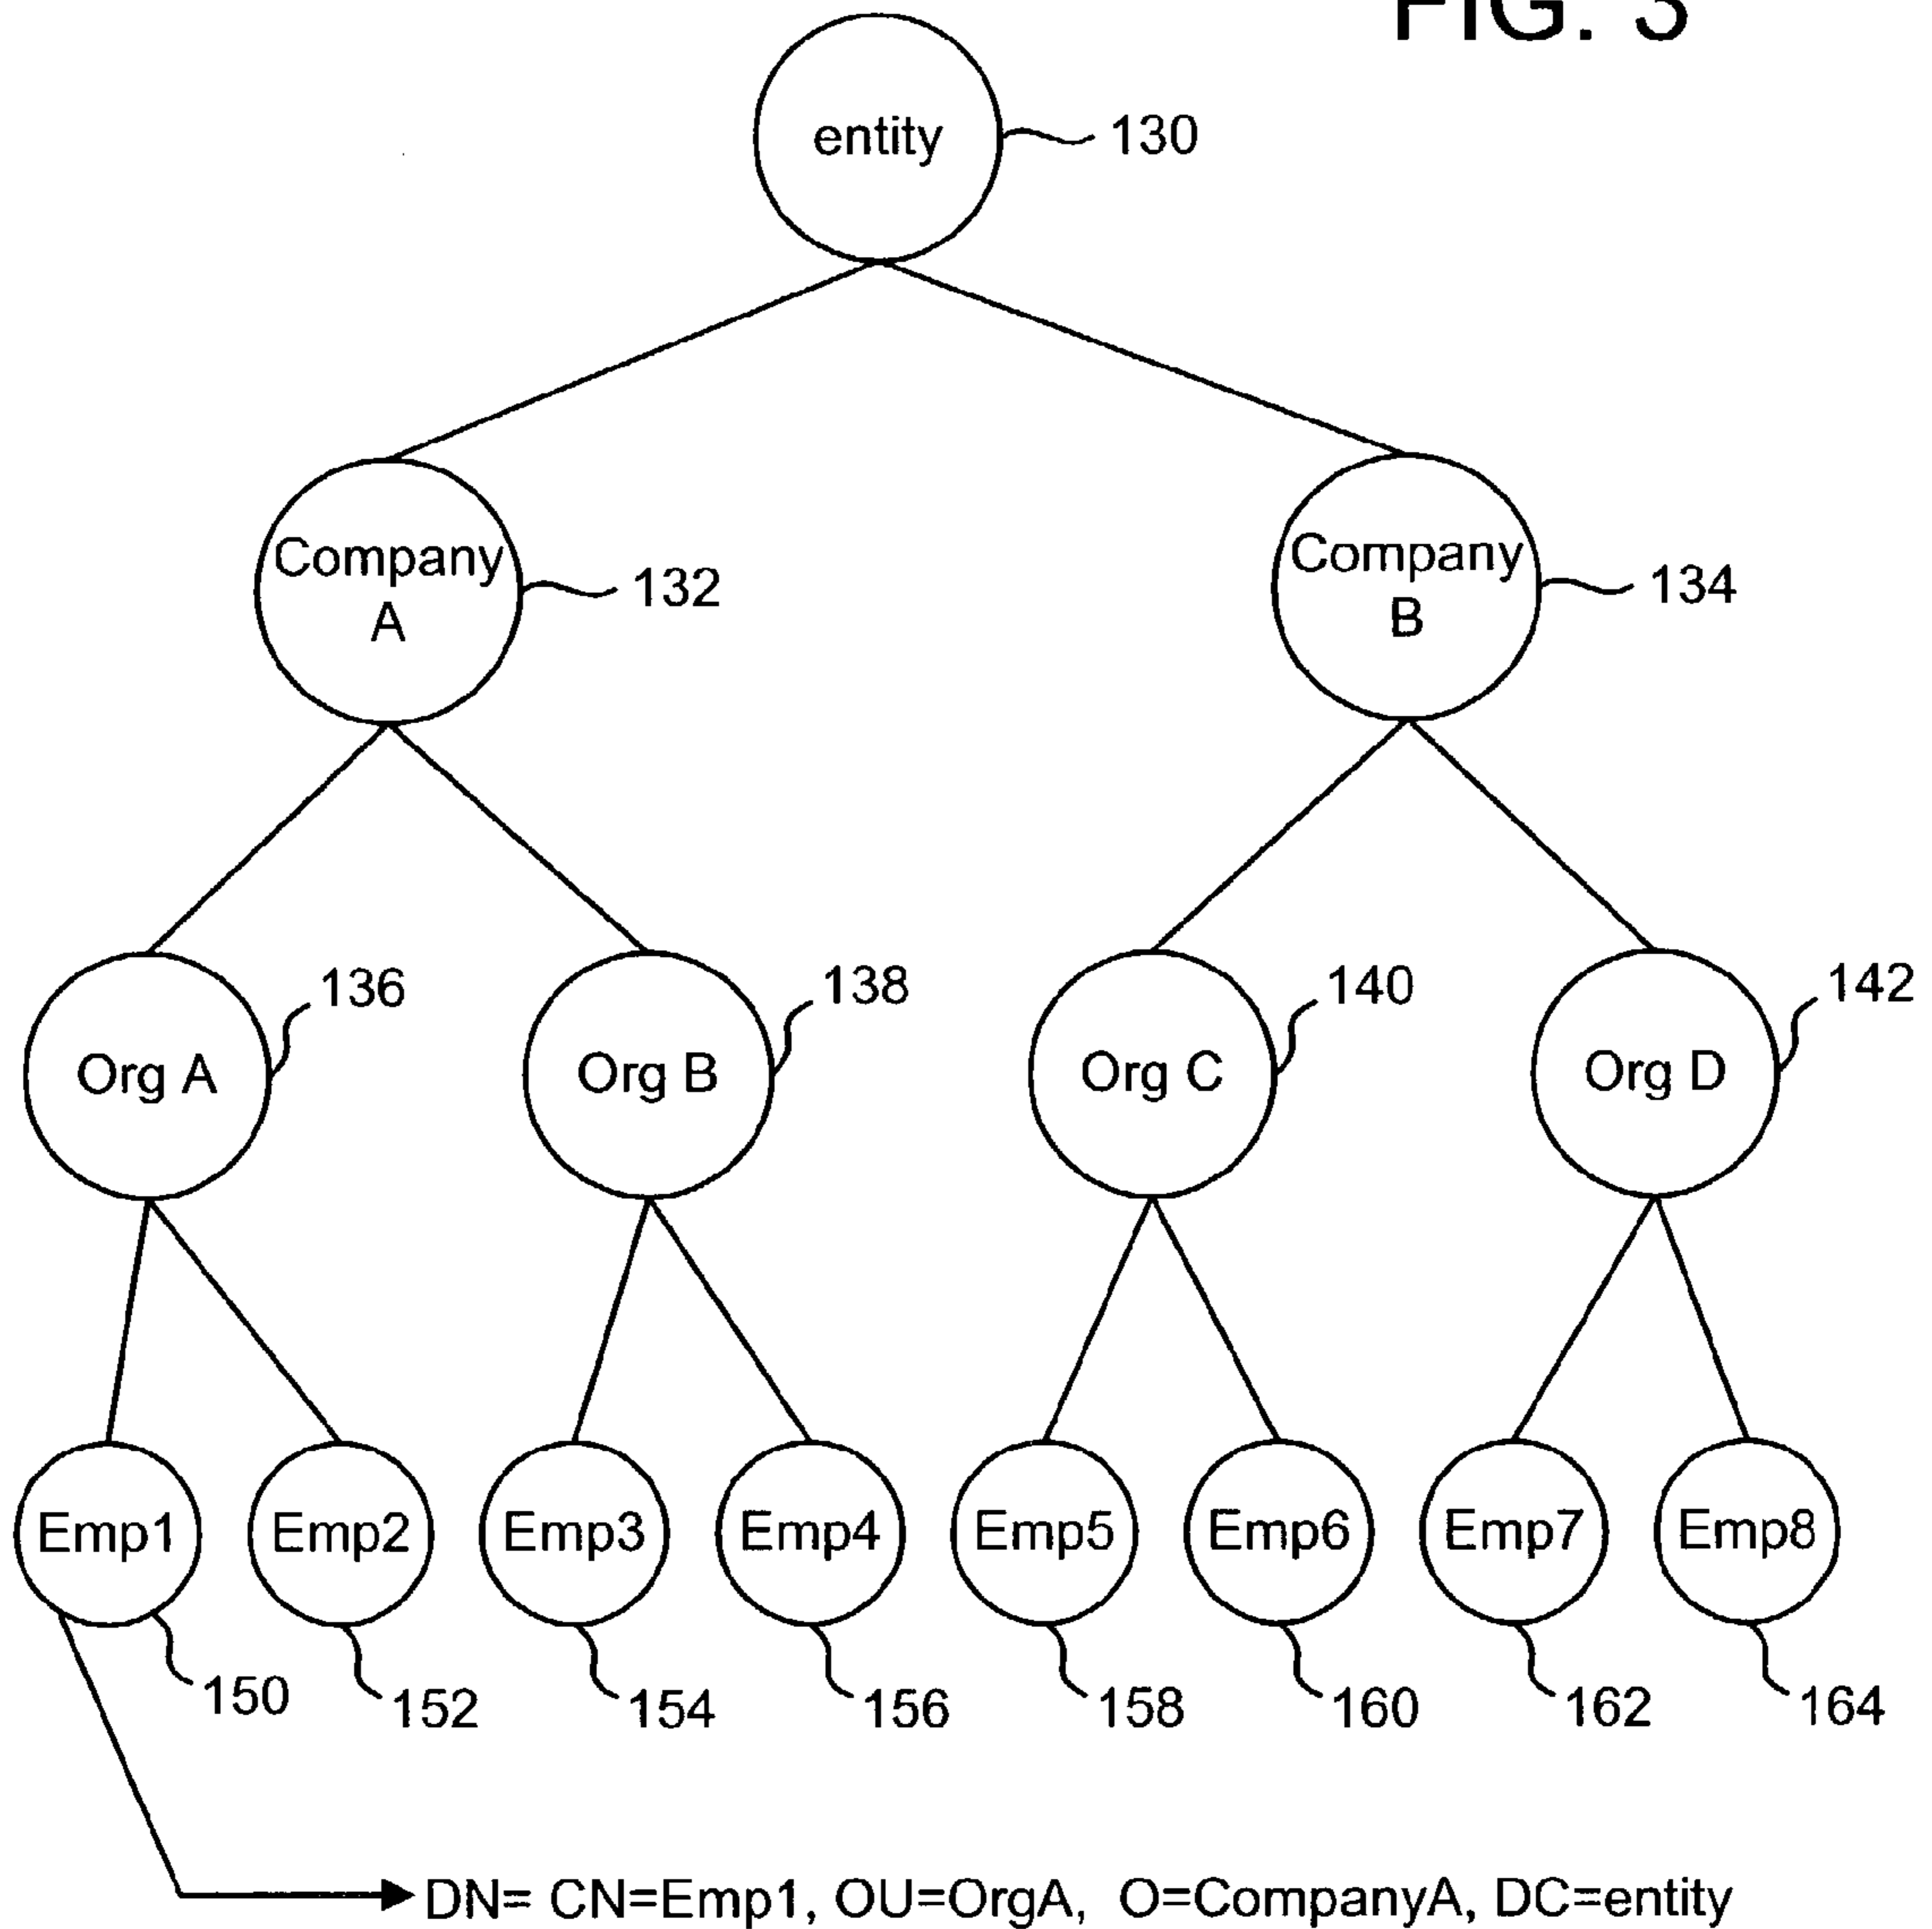 FIG. 3
entity
130
Company
A
132
Company
B
134
136
138
140
142
Org A
Org B
Org C
Org D
Emp1
Emp2
Emp3
Emp4
Emp5
Emp6
Emp7
Emp8
150
152
154
156
158
160
162
164
DN= CN=Emp1, OU=OrgA, O=CompanyA, DC=entity